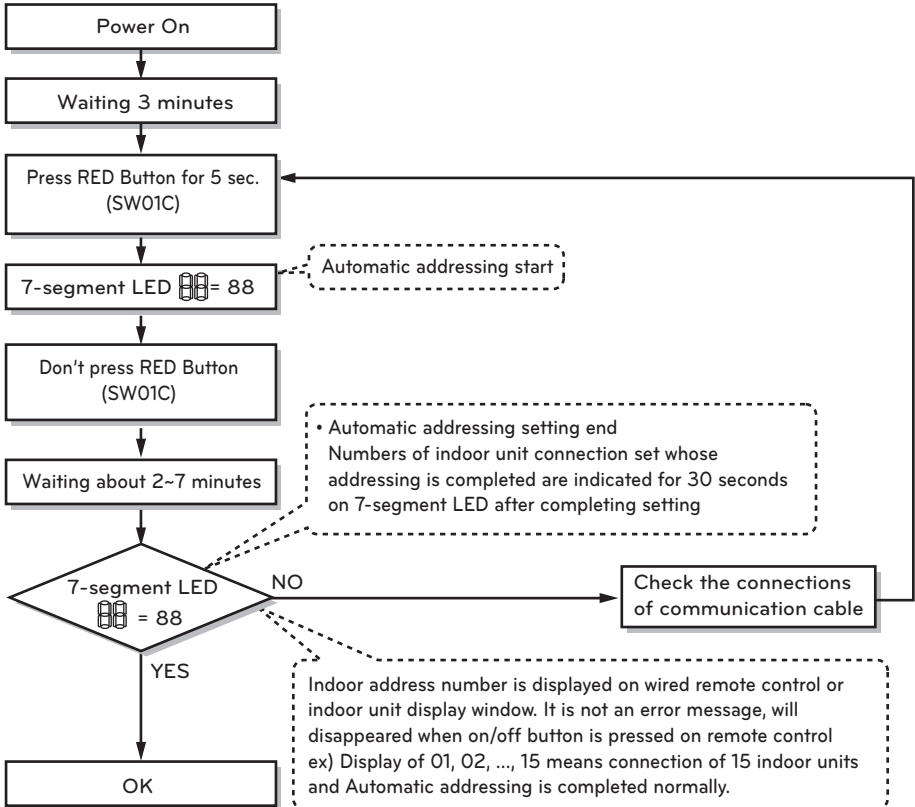 Power On
Waiting 3 minutes
Press RED Button for 5 sec.
(SW01C)
7-segment LED 88= 88
Automatic addressing start
Don't press RED Button
(SW01C)
• Automatic addressing setting end
Numbers of indoor unit connection set whose
addressing is completed are indicated for 30 seconds
on 7-segment LED after completing setting
Waiting about 2~7 minutes
7-segment LED
88 = 88
NO
Check the connections
of communication cable
YES
Indoor address number is displayed on wired remote control or
indoor unit display window. It is not an error message, will
disappeared when on/off button is pressed on remote control
ex) Display of 01, 02, ..., 15 means connection of 15 indoor units
and Automatic addressing is completed normally.
OK